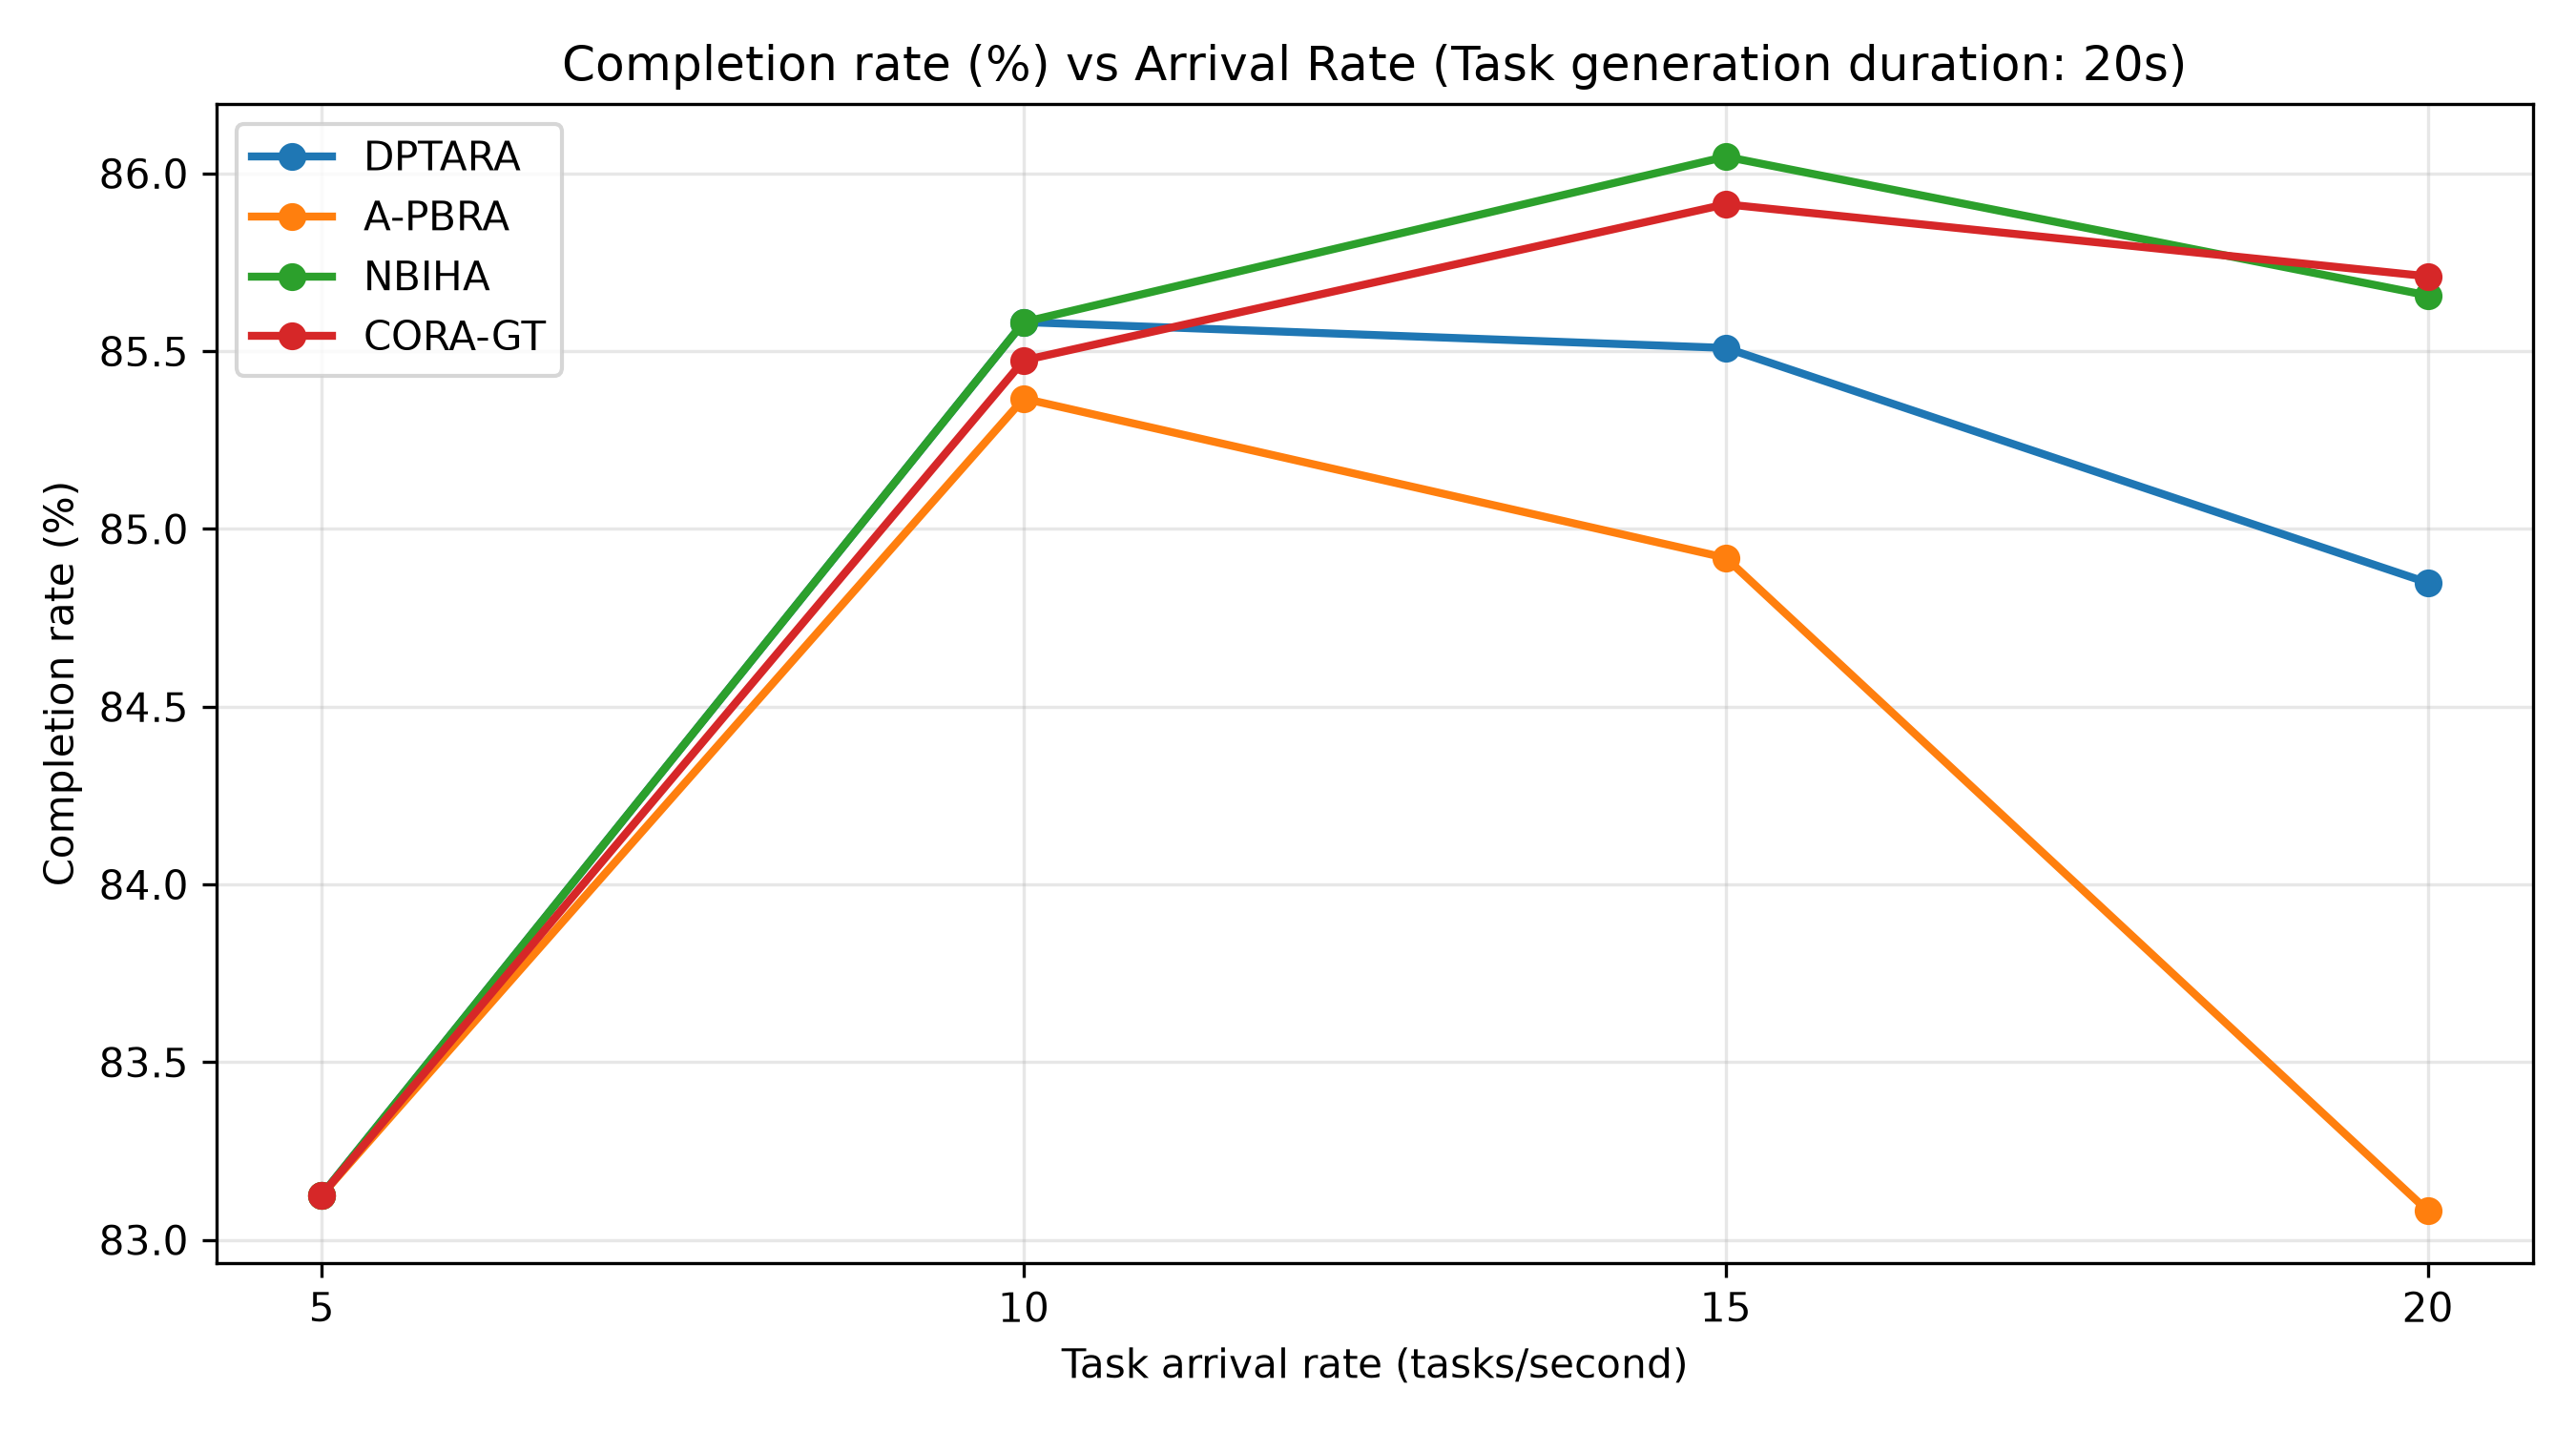 Completion rate (%) vs Arrival Rate (Task generation duration: 20s)
DPTARA
A-PBRA
NBIHA
CORA-GT
Completion rate (%)
86.0
85.5
85.0
84.5
84.0
83.5
83.0
5
10
15
20
Task arrival rate (tasks/second)